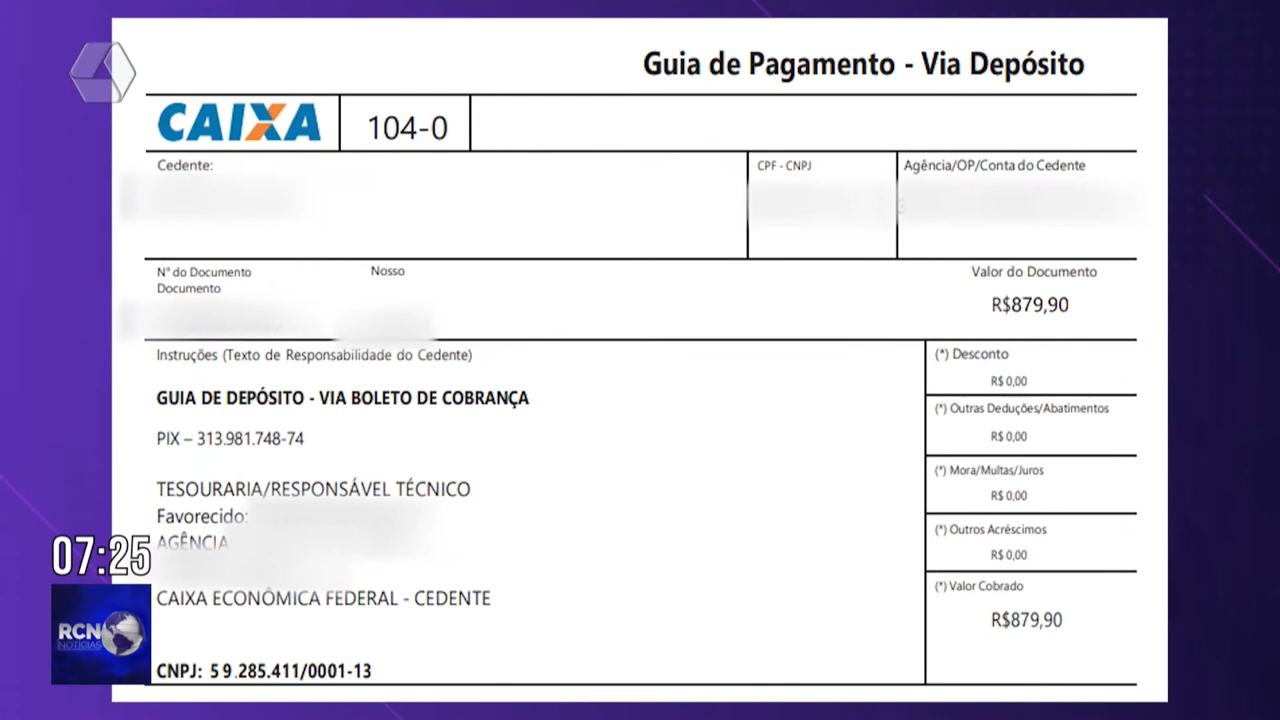 Guia de Pagamento - Via Depósito
CAIXA 104-0
Cedente: CPF - CNPJ Agência/OP/Conta do Cedente
N° do Documento Nosso Valor do Documento
Documento
R$879,90
Instruções (Texto de Responsabilidade do Cedente) (*) Desconto
R$ 0,00
GUIA DE DEPÓSITO - VIA BOLETO DE COBRANÇA (*) Outras Deduções/Abatimentos
PIX – 313.981.748-74 R$ 0,00
(*) Mora/Multas/Juros
TESOURARIA/RESPONSÁVEL TÉCNICO R$ 0,00
Favorecido:
(*) Outros Acréscimos
AGÊNCIA R$ 0,00
07:25
(*) Valor Cobrado
CAIXA ECONÔMICA FEDERAL - CEDENTE
R$879,90
RCN
NOTÍCIAS
CNPJ: 59.285.411/0001-13